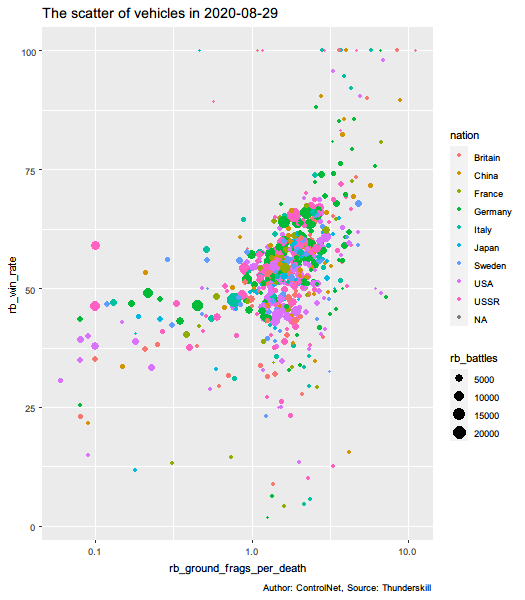 The scatter of vehicles in 2020-08-29
rb_win_rate
100
75
50
25
0
0.1
1.0
10.0
rb_ground_frags_per_death
nation
Britain
China
France
Germany
Italy
Japan
Sweden
USA
USSR
NA
rb_battles
5000
10000
15000
20000
Author: ControlNet, Source: Thunderskill